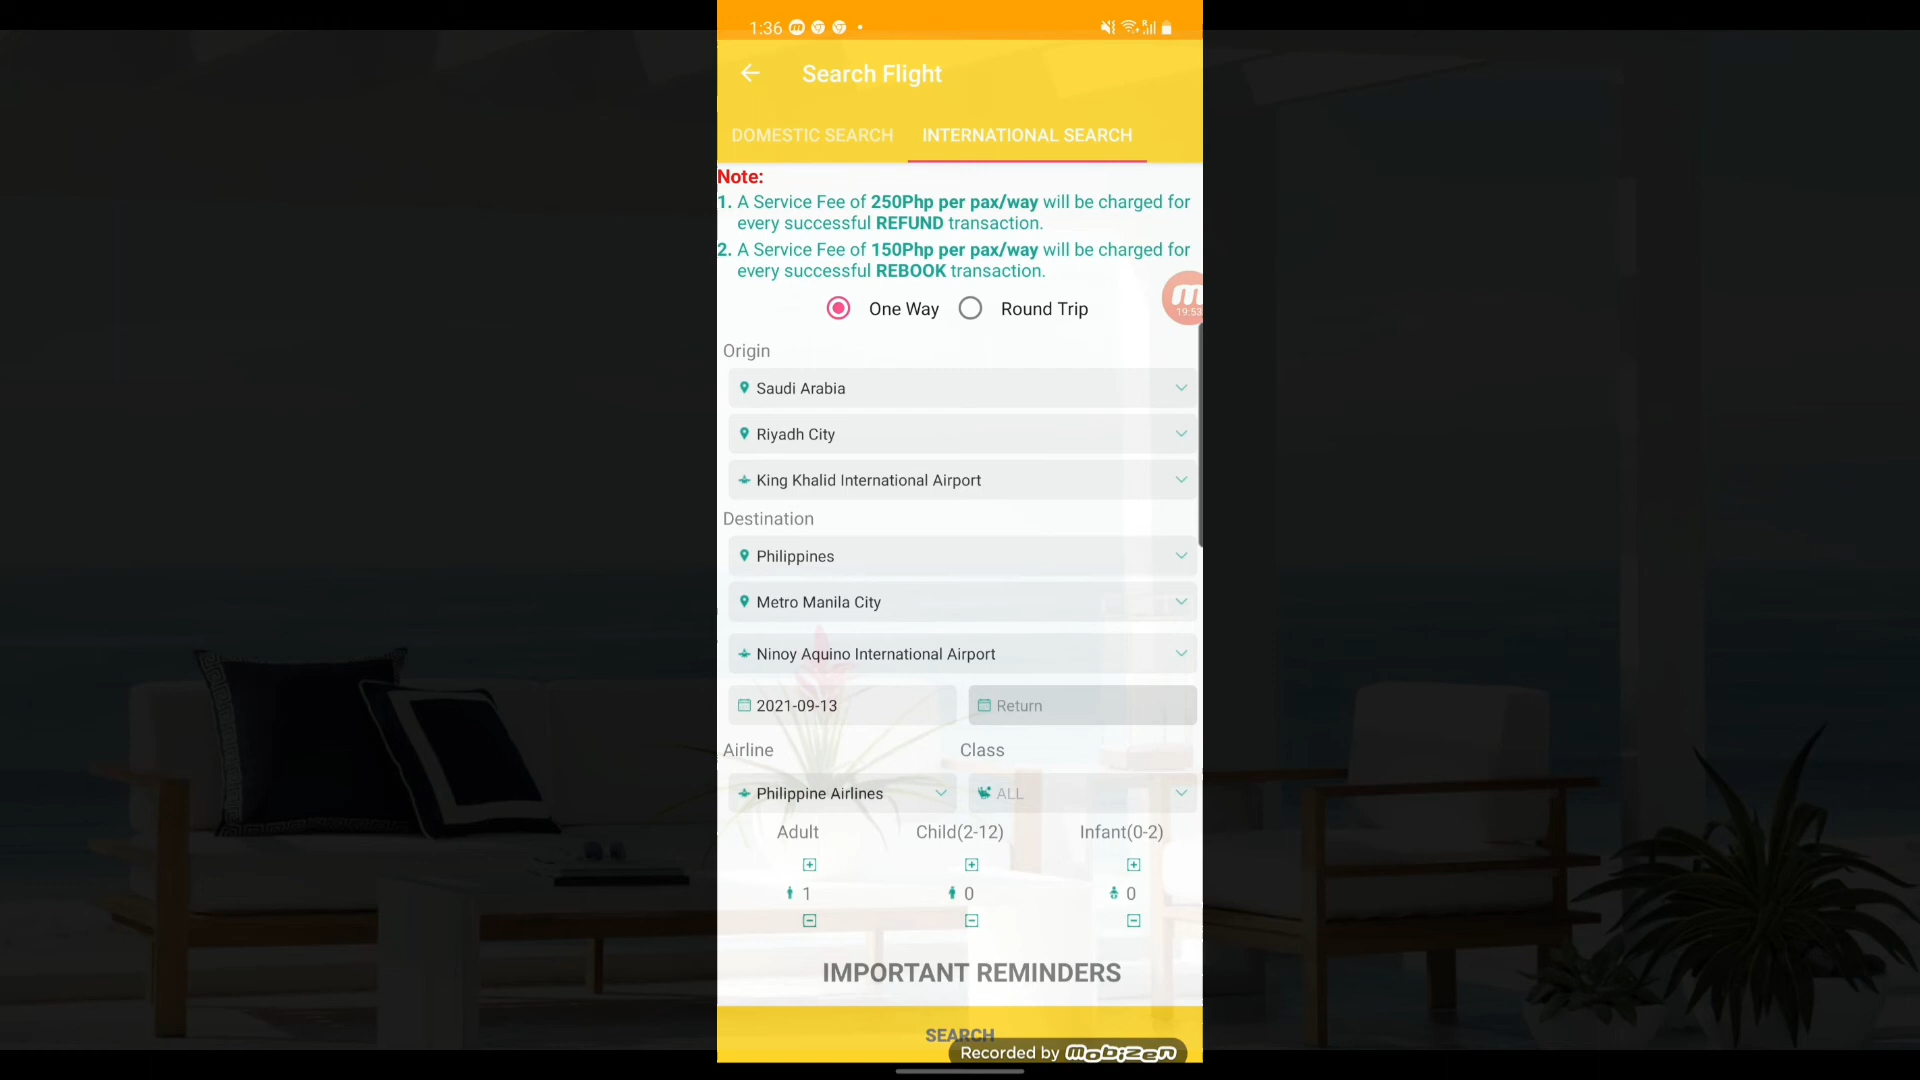 1:36
Search Flight
DOMESTIC SEARCH INTERNATIONAL SEARCH
Note:
1. A Service Fee of 250Php per pax/way will be charged for
every successful REFUND transaction.
2. A Service Fee of 150Php per pax/way will be charged for
every successful REBOOK transaction.
One Way Round Trip
19:53
Origin
Saudi Arabia
Riyadh City
King Khalid International Airport
Destination
Philippines
Metro Manila City
Ninoy Aquino International Airport
2021-09-13 Return
Airline Class
Philippine Airlines ALL
Adult Child(2-12) Infant(0-2)
1 0 0
IMPORTANT REMINDERS
SEARCH
Recorded by mobizen